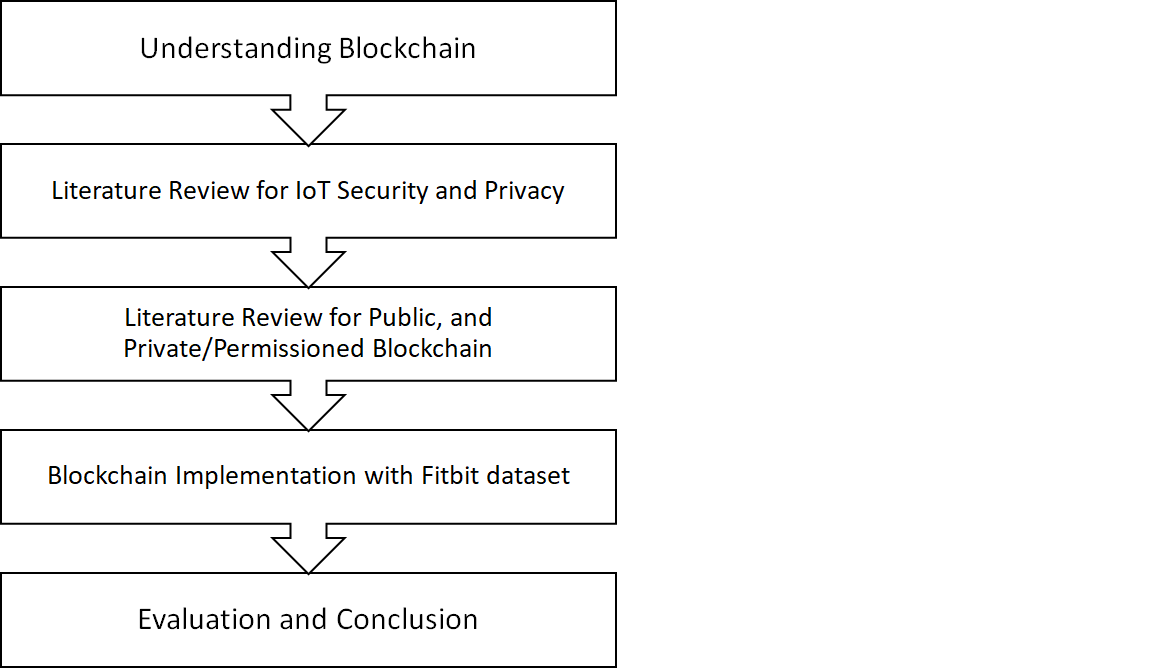 Understanding Blockchain
Literature Review for IoT Security and Privacy
Literature Review for Public, and
Private/Permissioned Blockchain
Blockchain Implementation with Fitbit dataset
Evaluation and Conclusion